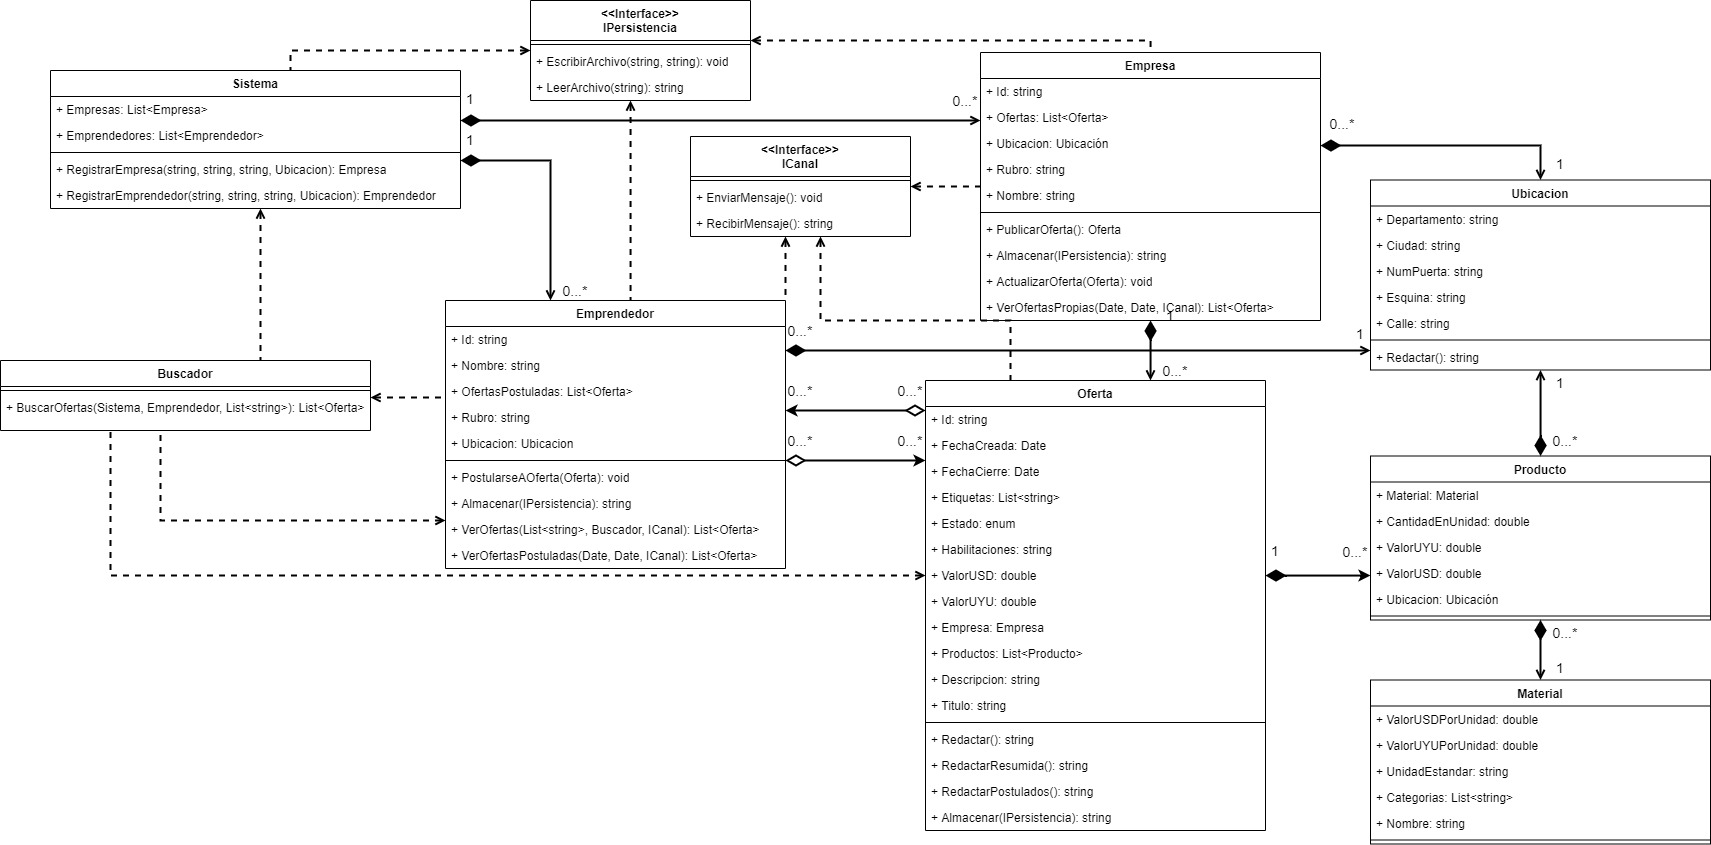 <<Interface>>
IPersistencia
+ EscribirArchivo(string, string): void
+ LeerArchivo(string): string
Sistema
+ Empresas: List<Empresa>
+ Emprendedores: List<Emprendedor>
+ RegistrarEmpresa(string, string, string, Ubicacion): Empresa
+ RegistrarEmprendedor(string, string, string, Ubicacion): Emprendedor
1
0...*
1
0...*
<<Interface>>
ICanal
+ EnviarMensaje(): void
+ RecibirMensaje(): string
Empresa
+ Id: string
+ Ofertas: List<Oferta>
+ Ubicacion: Ubicación
+ Rubro: string
+ Nombre: string
+ PublicarOferta(): Oferta
+ Almacenar(IPersistencia): string
+ ActualizarOferta(Oferta): void
+ VerOfertasPropias(Date, Date, ICanal): List<Oferta>
0...*
1
1
0...*
Ubicacion
+ Departamento: string
+ Ciudad: string
+ NumPuerta: string
+ Esquina: string
+ Calle: string
+ Redactar(): string
Buscador
+ BuscarOfertas(Sistema, Emprendedor, List<string>): List<Oferta>
Emprendedor
+ Id: string
+ Nombre: string
+ OfertasPostuladas: List<Oferta>
+ Rubro: string
+ Ubicacion: Ubicacion
+ PostularseAOferta(Oferta): void
+ Almacenar(IPersistencia): string
+ VerOfertas(List<string>, Buscador, ICanal): List<Oferta>
+ VerOfertasPostuladas(Date, Date, ICanal): List<Oferta>
0...*
1
0...*
0...*
0...*
0...*
Oferta
+ Id: string
+ FechaCreada: Date
+ FechaCierre: Date
+ Etiquetas: List<string>
+ Estado: enum
+ Habilitaciones: string
+ ValorUSD: double
+ ValorUYU: double
+ Empresa: Empresa
+ Productos: List<Producto>
+ Descripcion: string
+ Titulo: string
+ Redactar(): string
+ RedactarResumida(): string
+ RedactarPostulados(): string
+ Almacenar(IPersistencia): string
1
0...*
1
0...*
Producto
+ Material: Material
+ CantidadEnUnidad: double
+ ValorUYU: double
+ ValorUSD: double
+ Ubicacion: Ubicación
0...*
1
Material
+ ValorUSDPorUnidad: double
+ ValorUYUPorUnidad: double
+ UnidadEstandar: string
+ Categorias: List<string>
+ Nombre: string